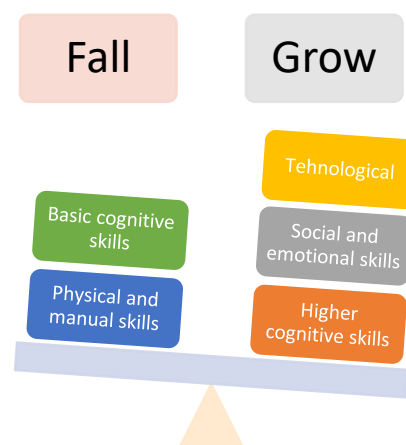 Fall
Grow
Basic cognitive
skills
Physical and
manual skills
Tehnological
Social and
emotional skills
Higher
cognitive skills